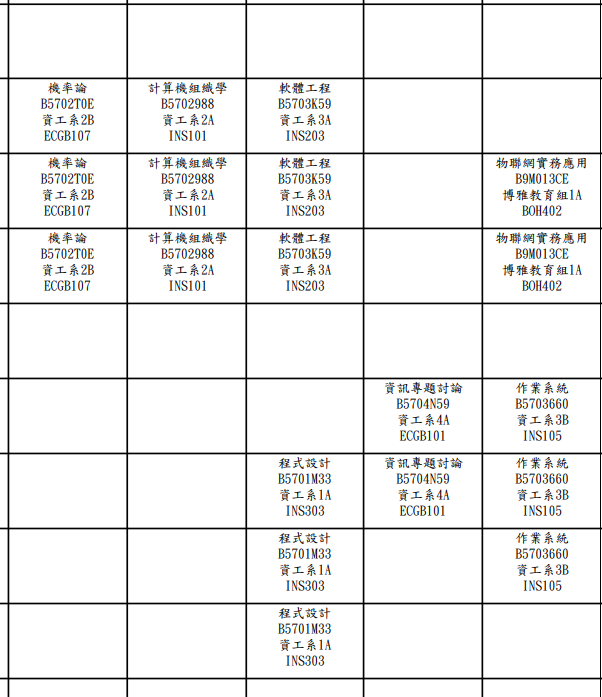 機率論
B5702T0E
資工系2B
ECGB107
計算機組織學
B5702988
資工系2A
INS101
軟體工程
B5703K59
資工系3A
INS203
機率論
B5702T0E
資工系2B
ECGB107
計算機組織學
B5702988
資工系2A
INS101
軟體工程
B5703K59
資工系3A
INS203
物聯網實務應用
B9M013CE
博雅教育組1A
BOH402
機率論
B5702T0E
資工系2B
ECGB107
計算機組織學
B5702988
資工系2A
INS101
軟體工程
B5703K59
資工系3A
INS203
物聯網實務應用
B9M013CE
博雅教育組1A
BOH402
資訊專題討論
B5704N59
資工系4A
ECGB101
作業系統
B5703660
資工系3B
INS105
程式設計
B5701M33
資工系1A
INS303
資訊專題討論
B5704N59
資工系4A
ECGB101
作業系統
B5703660
資工系3B
INS105
程式設計
B5701M33
資工系1A
INS303
作業系統
B5703660
資工系3B
INS105
程式設計
B5701M33
資工系1A
INS303